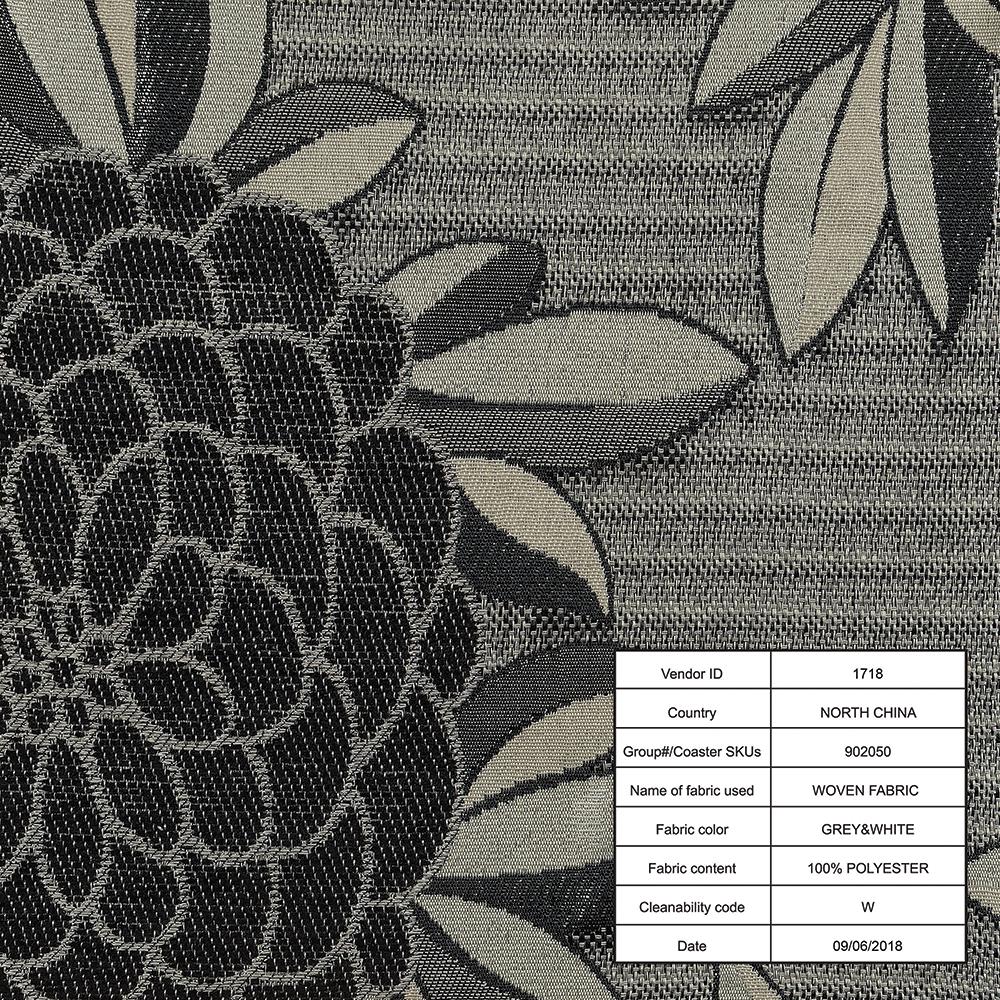 Vendor ID 1718
Country NORTH CHINA
Group#/Coaster SKUs 902050
Name of fabric used WOVEN FABRIC
Fabric color GREY&WHITE
Fabric content 100% POLYESTER
Cleanability code W
Date 09/06/2018